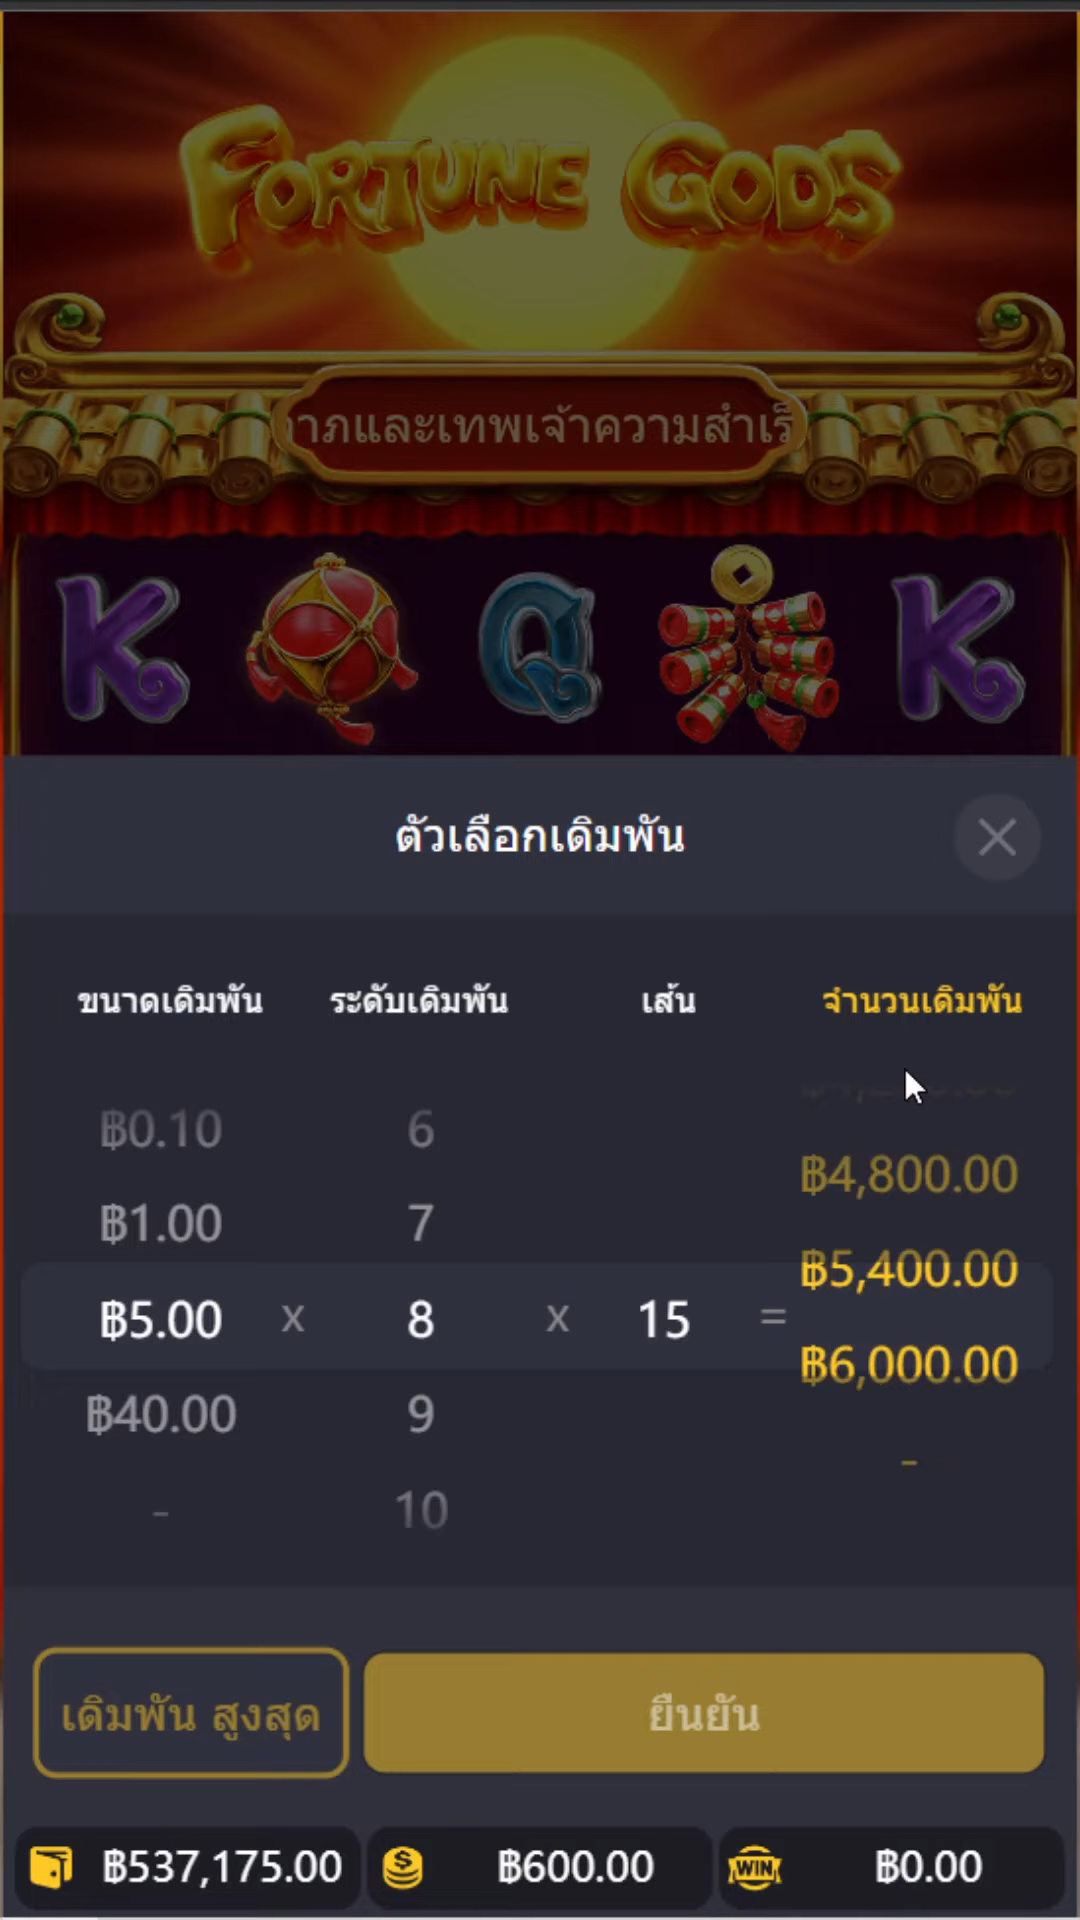 FORTUNE GODS
าภและเทพเจ้าความสำเร็
K Q K
ตัวเลือกเดิมพัน
ขนาดเดิมพัน ระดับเดิมพัน เส้น จำนวนเดิมพัน
฿0.10 6
฿4,800.00
฿1.00 7
฿5,400.00
฿5.00 x 8 x 15 =
฿6,000.00
฿40.00 9
-
- 10
เดิมพัน สูงสุด ยืนยัน
฿537,175.00 ฿600.00 WIN ฿0.00